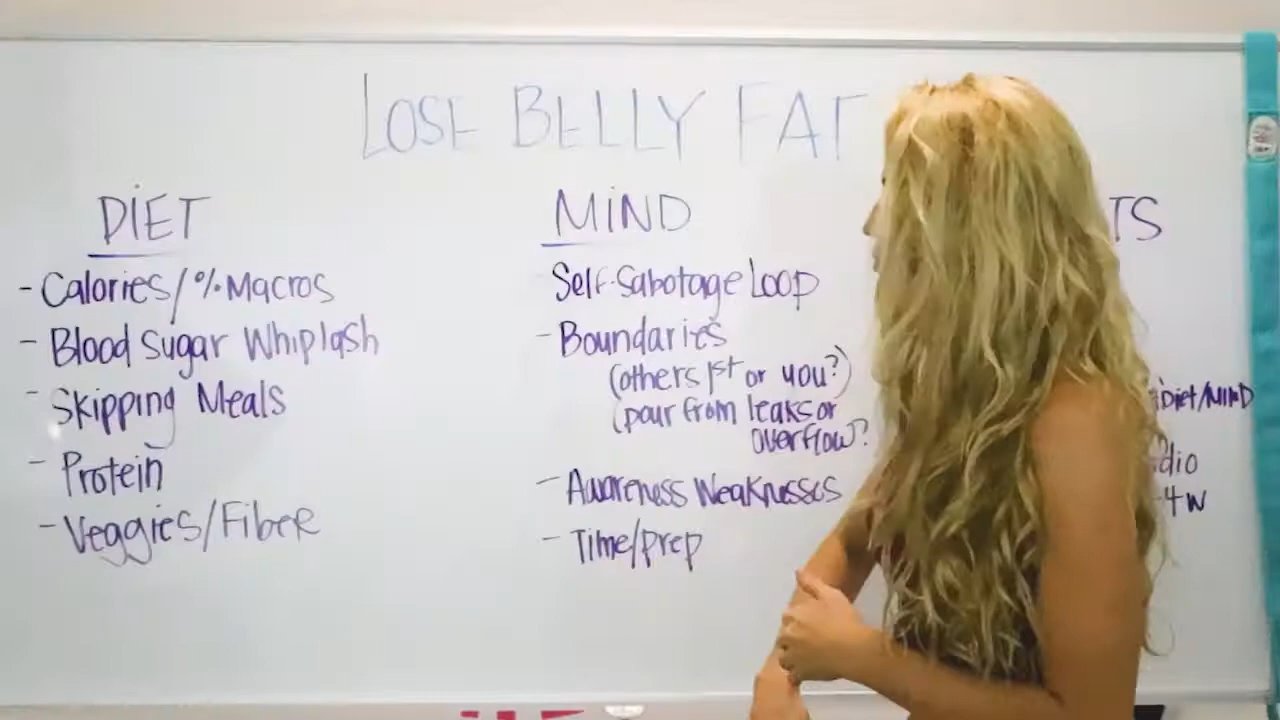 LOSE BELLY FAT
DIET
- Calories/% Macros
- Blood Sugar Whiplash
- Skipping Meals
- Protein
- Veggies/Fiber
MIND
Self-Sabotage Loop
- Boundaries
(others 1st or you?)
(pour from leaks or
overflow?
- Awareness Weaknesses
- Time/prep
TS
Diet/MIND
dio
4w